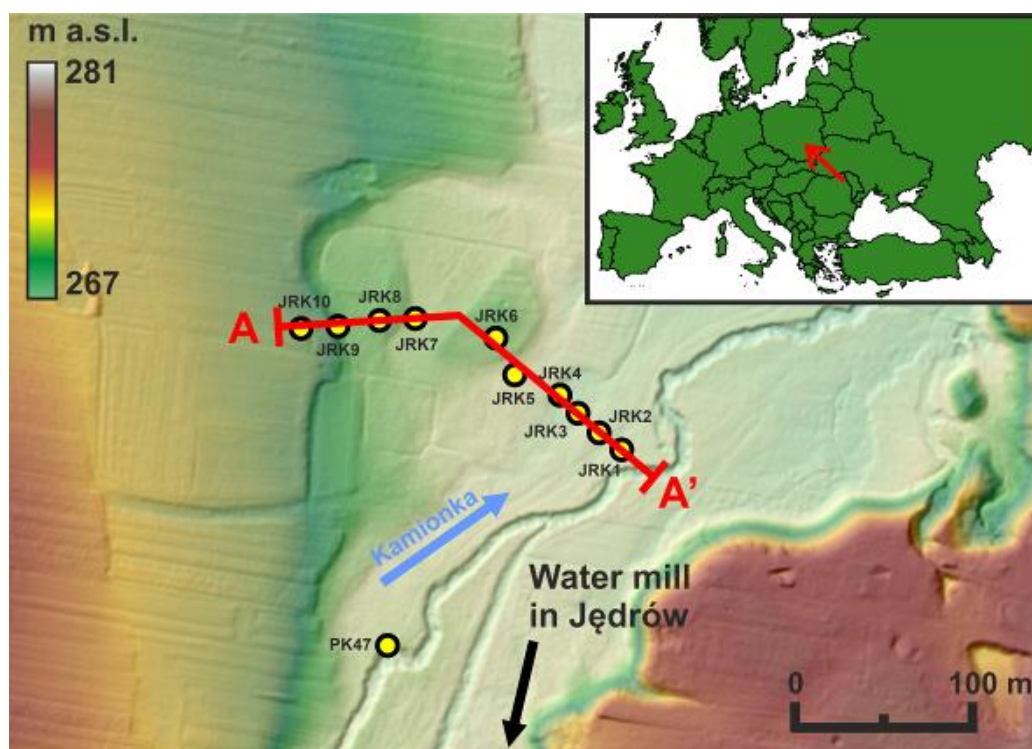 m a.s.l.
281
267
JRK10
JRK8
A
JRK9
JRK7
JRK6
JRK4
JRK5
JRK2
JRK3
JRK1
A’
Kamionka
Water mill
in Jędrów
PK47
0
100 m